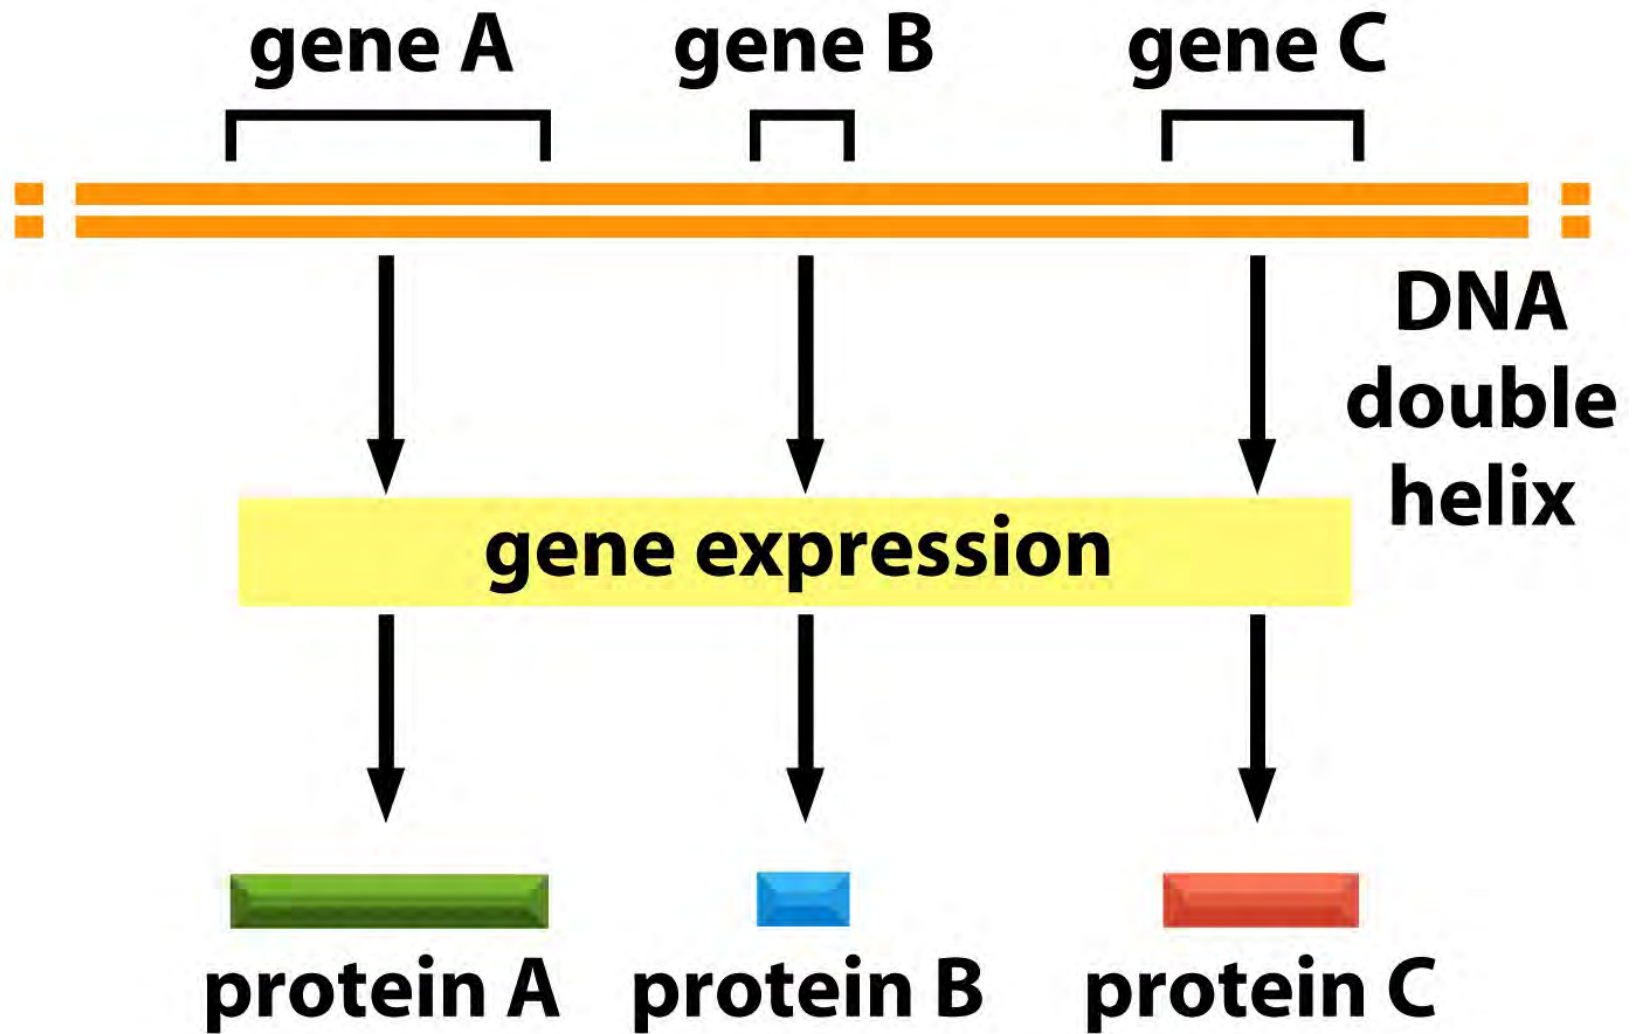 gene A
gene B
gene C
DNA
double
helix
gene expression
protein A
protein B
protein C